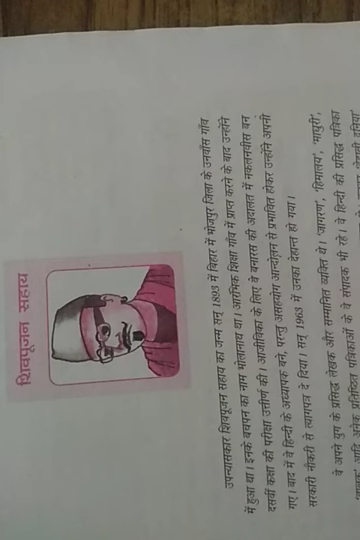 शिवपूजन सहाय
उपन्यासकार शिवपूजन सहाय का जन्म सन् 1893 में बिहार में भोजपुर जिला के उनवाँस गाँव
में हुआ था। इनके बचपन का नाम भोलानाथ था। आरंभिक शिक्षा गाँव में प्राप्त करने के बाद उन्होंने
दसवीं कक्षा की परीक्षा उत्तीर्ण की। आजीविका के लिए वे बनारस की अदालत में नकलनवीस बन
गए। बाद में वे हिन्दी के अध्यापक बने, परन्तु असहयोग आन्दोलन से प्रभावित होकर उन्होंने अपनी
सरकारी नौकरी से त्यागपत्र दे दिया। सन् 1963 में उनका देहान्त हो गया।
वे अपने युग के प्रसिद्ध लेखक और सम्मानित व्यक्ति थे। 'जागरण', 'हिमालय', 'माधुरी',
आदि अनेक प्रतिष्ठित पत्रिकाओं के वे संपादक भी रहे। वे हिन्दी की प्रसिद्ध पत्रिका